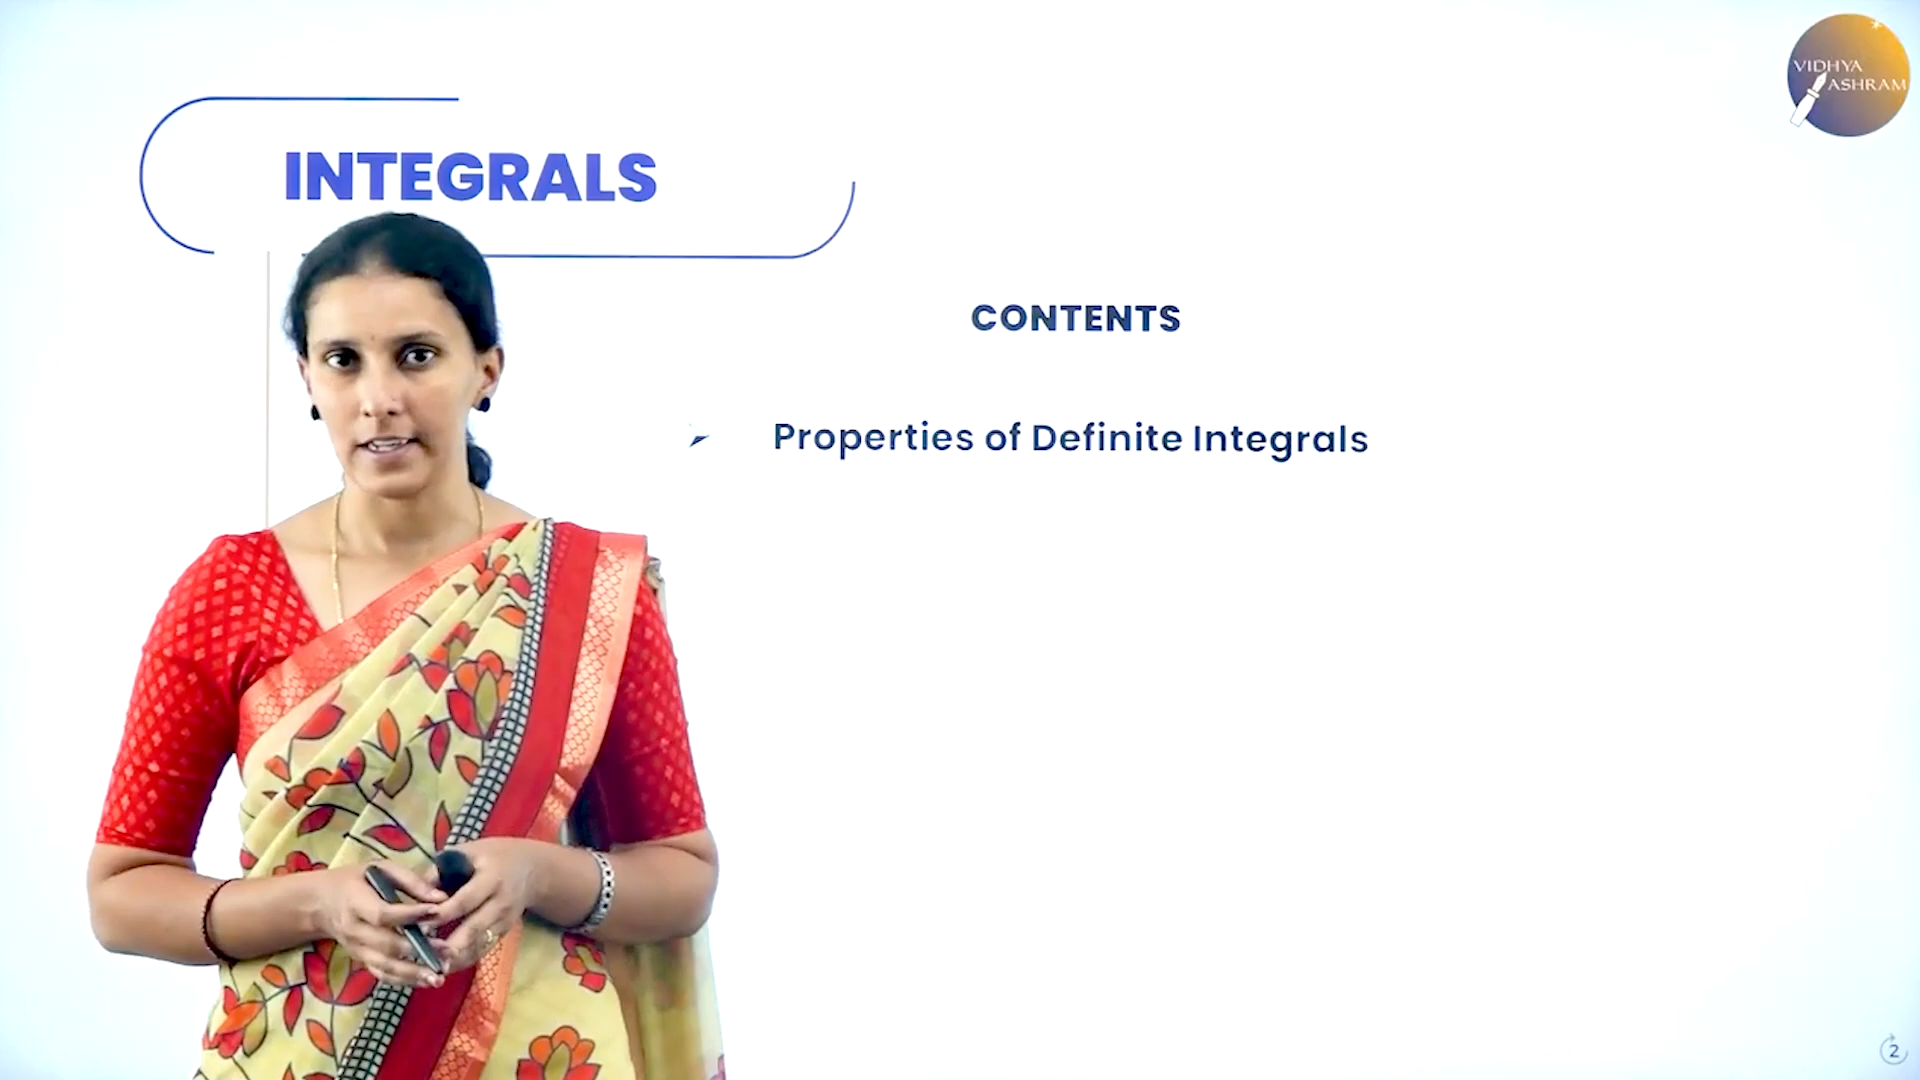 VIDHYA
ASHRAM
INTEGRALS
CONTENTS
Properties of Definite Integrals
2